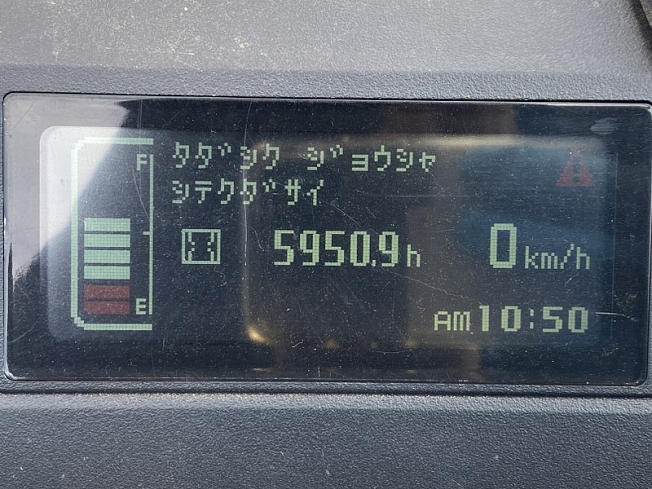 F
タダシク ジョウシャ
シテクダサイ
5950.9h
0km/h
E
AM10:50